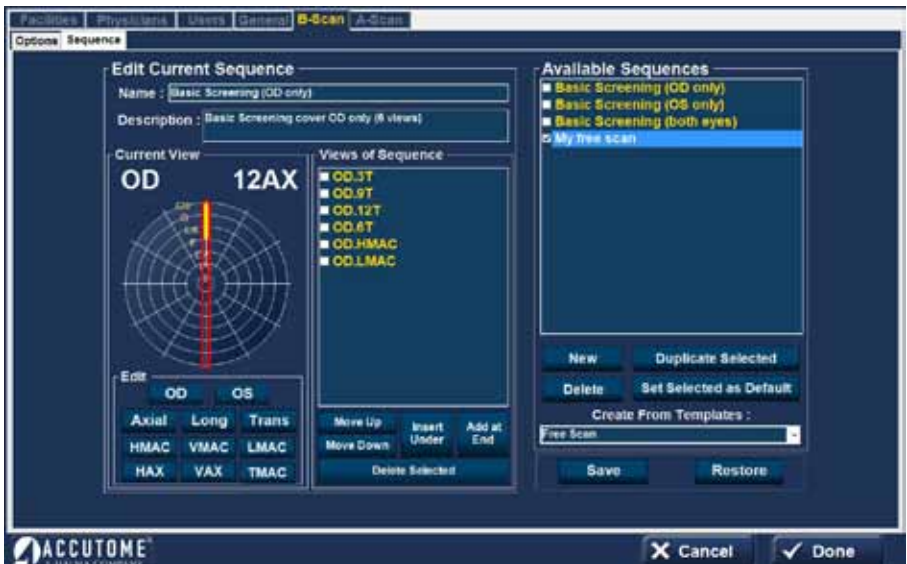 Facilities Physicians Users General B-Scan A-Scan
Options Sequence
Edit Current Sequence
Name : Basic Screening (OD only)
Description : Basic Screening cover OD only (6 views)
Current View
OD 12AX
Edit
OD OS
Axial Long Trans
HMAC VMAC LMAC
HAX VAX TMAC
Views of Sequence
OD.3T
OD.9T
OD.12T
OD.6T
OD.HMAC
OD.LMAC
Move Up
Move Down
Insert Under
Add at End
Delete Selected
Available Sequences
Basic Screening (OD only)
Basic Screening (OS only)
Basic Screening (both eyes)
My free scan
New Duplicate Selected
Delete Set Selected as Default
Create From Templates :
Free Scan
Save Restore
ACCUTOME
Cancel Done